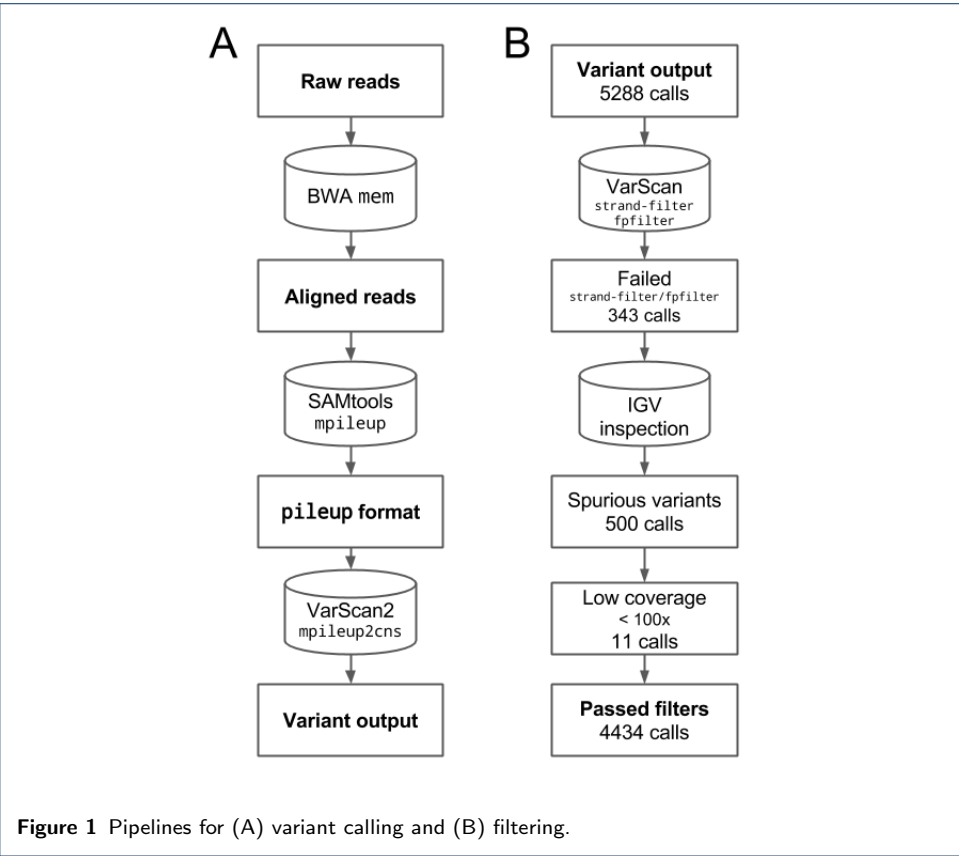 A
Raw reads
BWA mem
Aligned reads
SAMtools
mpileup
pileup format
VarScan2
mpileup2cns
Variant output
B
Variant output
5288 calls
VarScan
strand-filter
fpfilter
Failed
strand-filter/fpfilter
343 calls
IGV
inspection
Spurious variants
500 calls
Low coverage
< 100x
11 calls
Passed filters
4434 calls
Figure 1 Pipelines for (A) variant calling and (B) filtering.